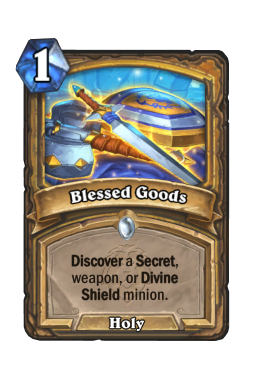 1
Blessed Goods
Discover a Secret,
weapon, or Divine
Shield minion.
Holy